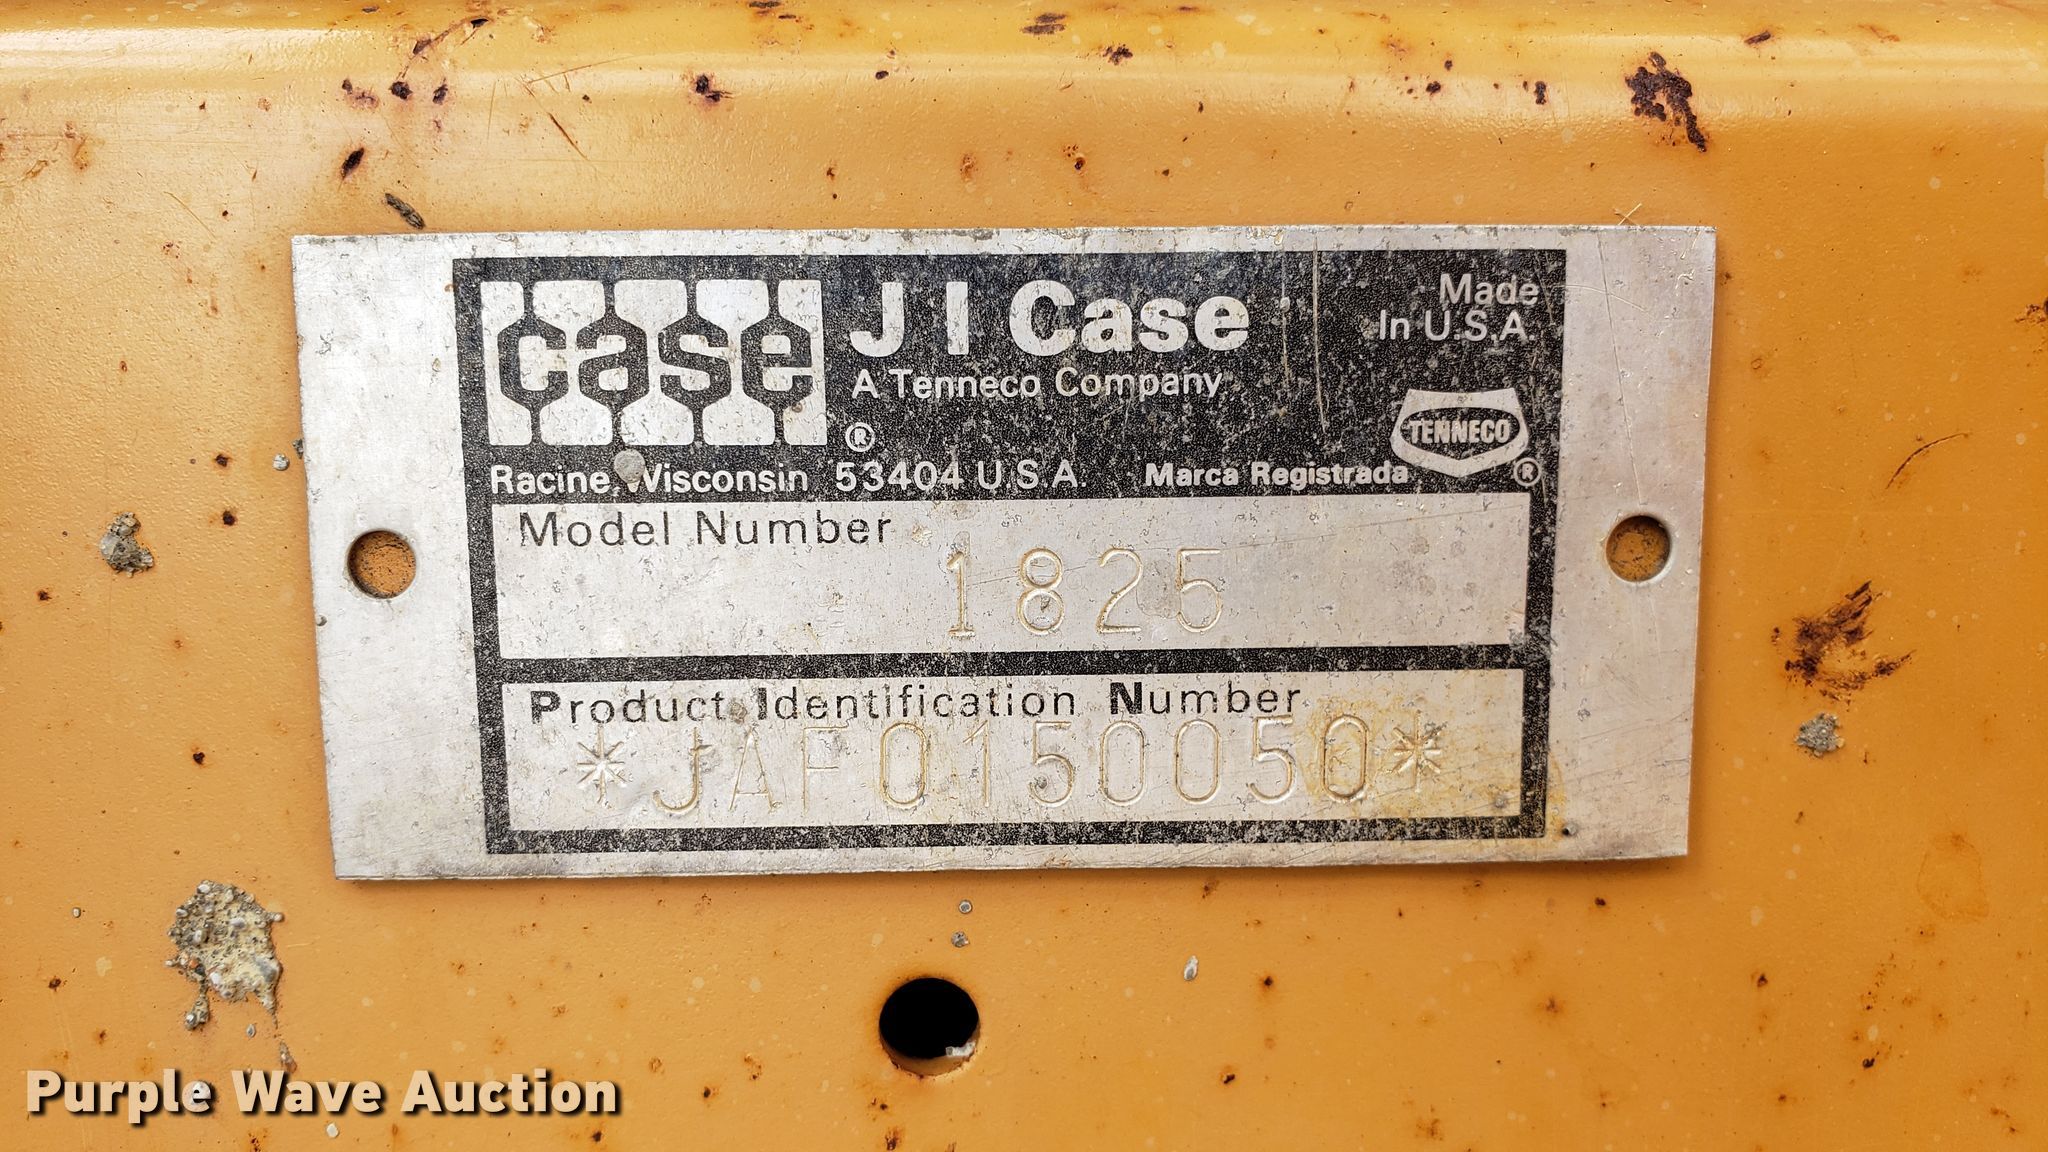 case ®
J I Case
A Tenneco Company
Made
In U.S.A.
TENNECO ®
Racine, Wisconsin 53404 U.S.A. Marca Registrada
Model Number
1825
Product Identification Number
*JAF0150050*
Purple Wave Auction